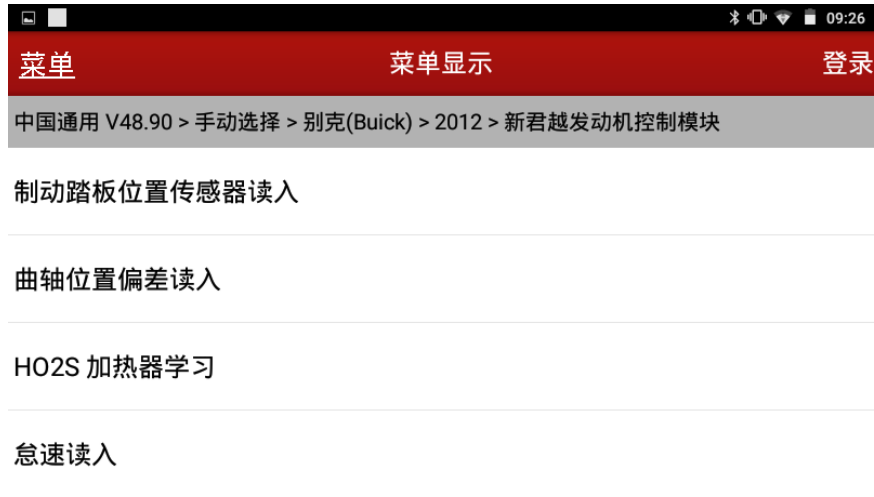 09:26
菜单 菜单显示 登录
中国通用 V48.90 > 手动选择 > 别克(Buick) > 2012 > 新君越发动机控制模块
制动踏板位置传感器读入
曲轴位置偏差读入
HO2S 加热器学习
怠速读入